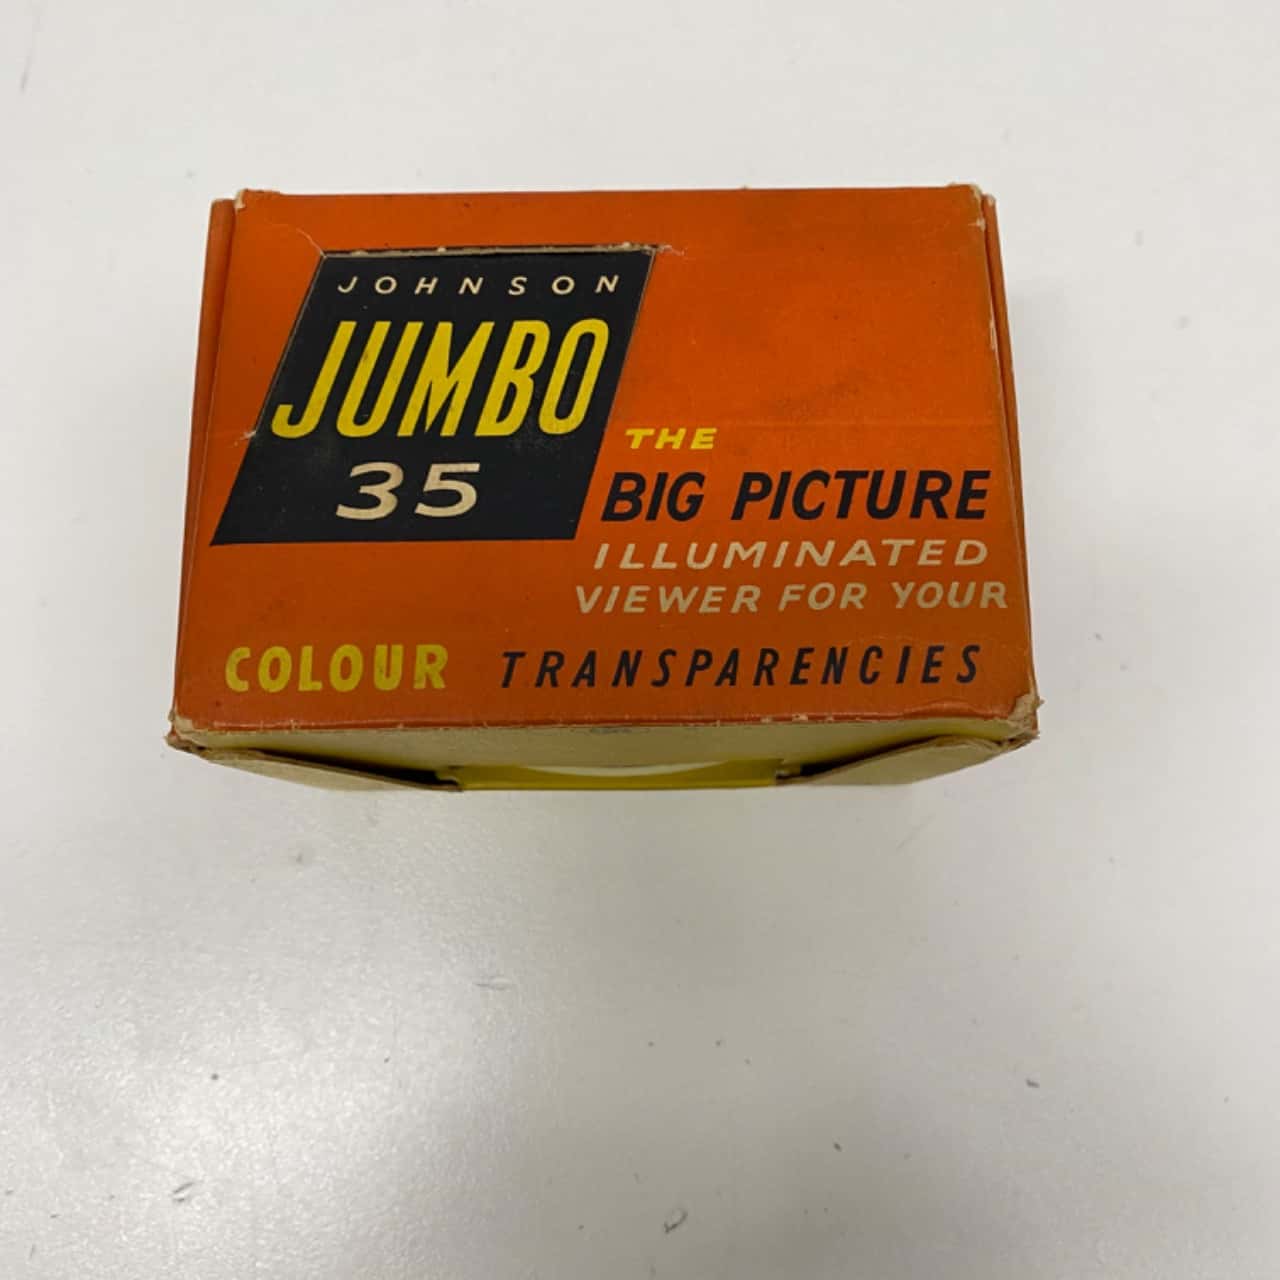 JOHNSON
JUMBO
35
THE
BIG PICTURE
ILLUMINATED
VIEWER FOR YOUR
COLOUR TRANSPARENCIES